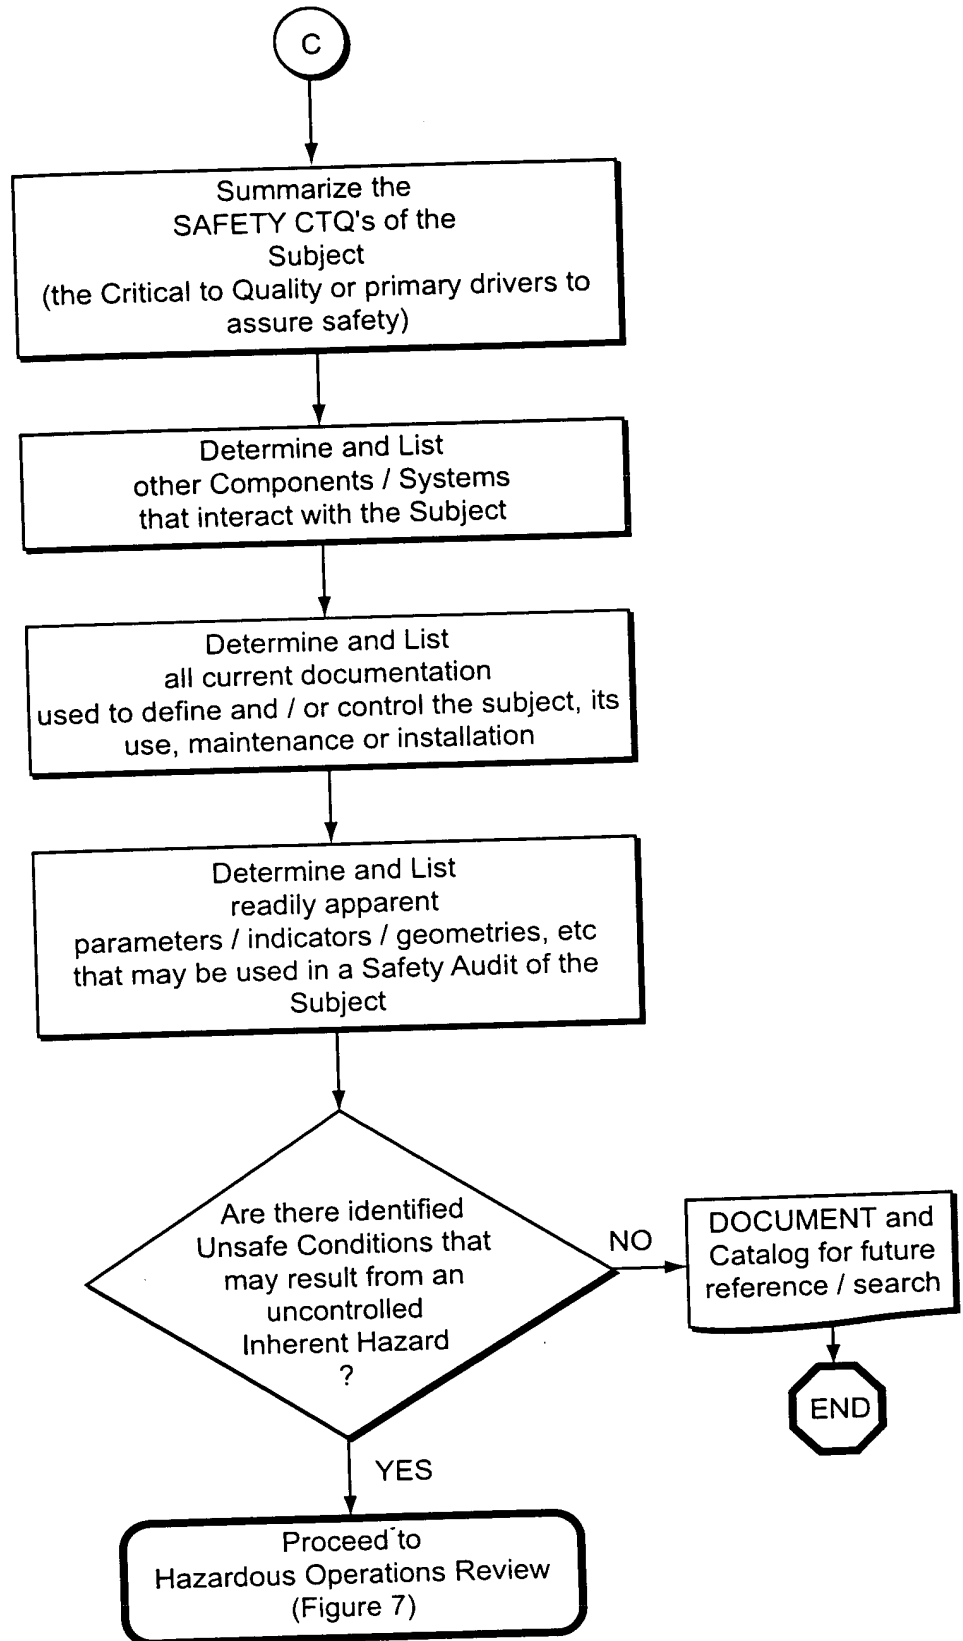 C
Summarize the
SAFETY CTQ's of the
Subject
(the Critical to Quality or primary drivers to
assure safety)
Determine and List
other Components / Systems
that interact with the Subject
Determine and List
all current documentation
used to define and / or control the subject, its
use, maintenance or installation
Determine and List
readily apparent
parameters / indicators / geometries, etc
that may be used in a Safety Audit of the
Subject
Are there identified
Unsafe Conditions that
may result from an
uncontrolled
Inherent Hazard
?
NO
DOCUMENT and
Catalog for future
reference / search
END
YES
Proceed to
Hazardous Operations Review
(Figure 7)